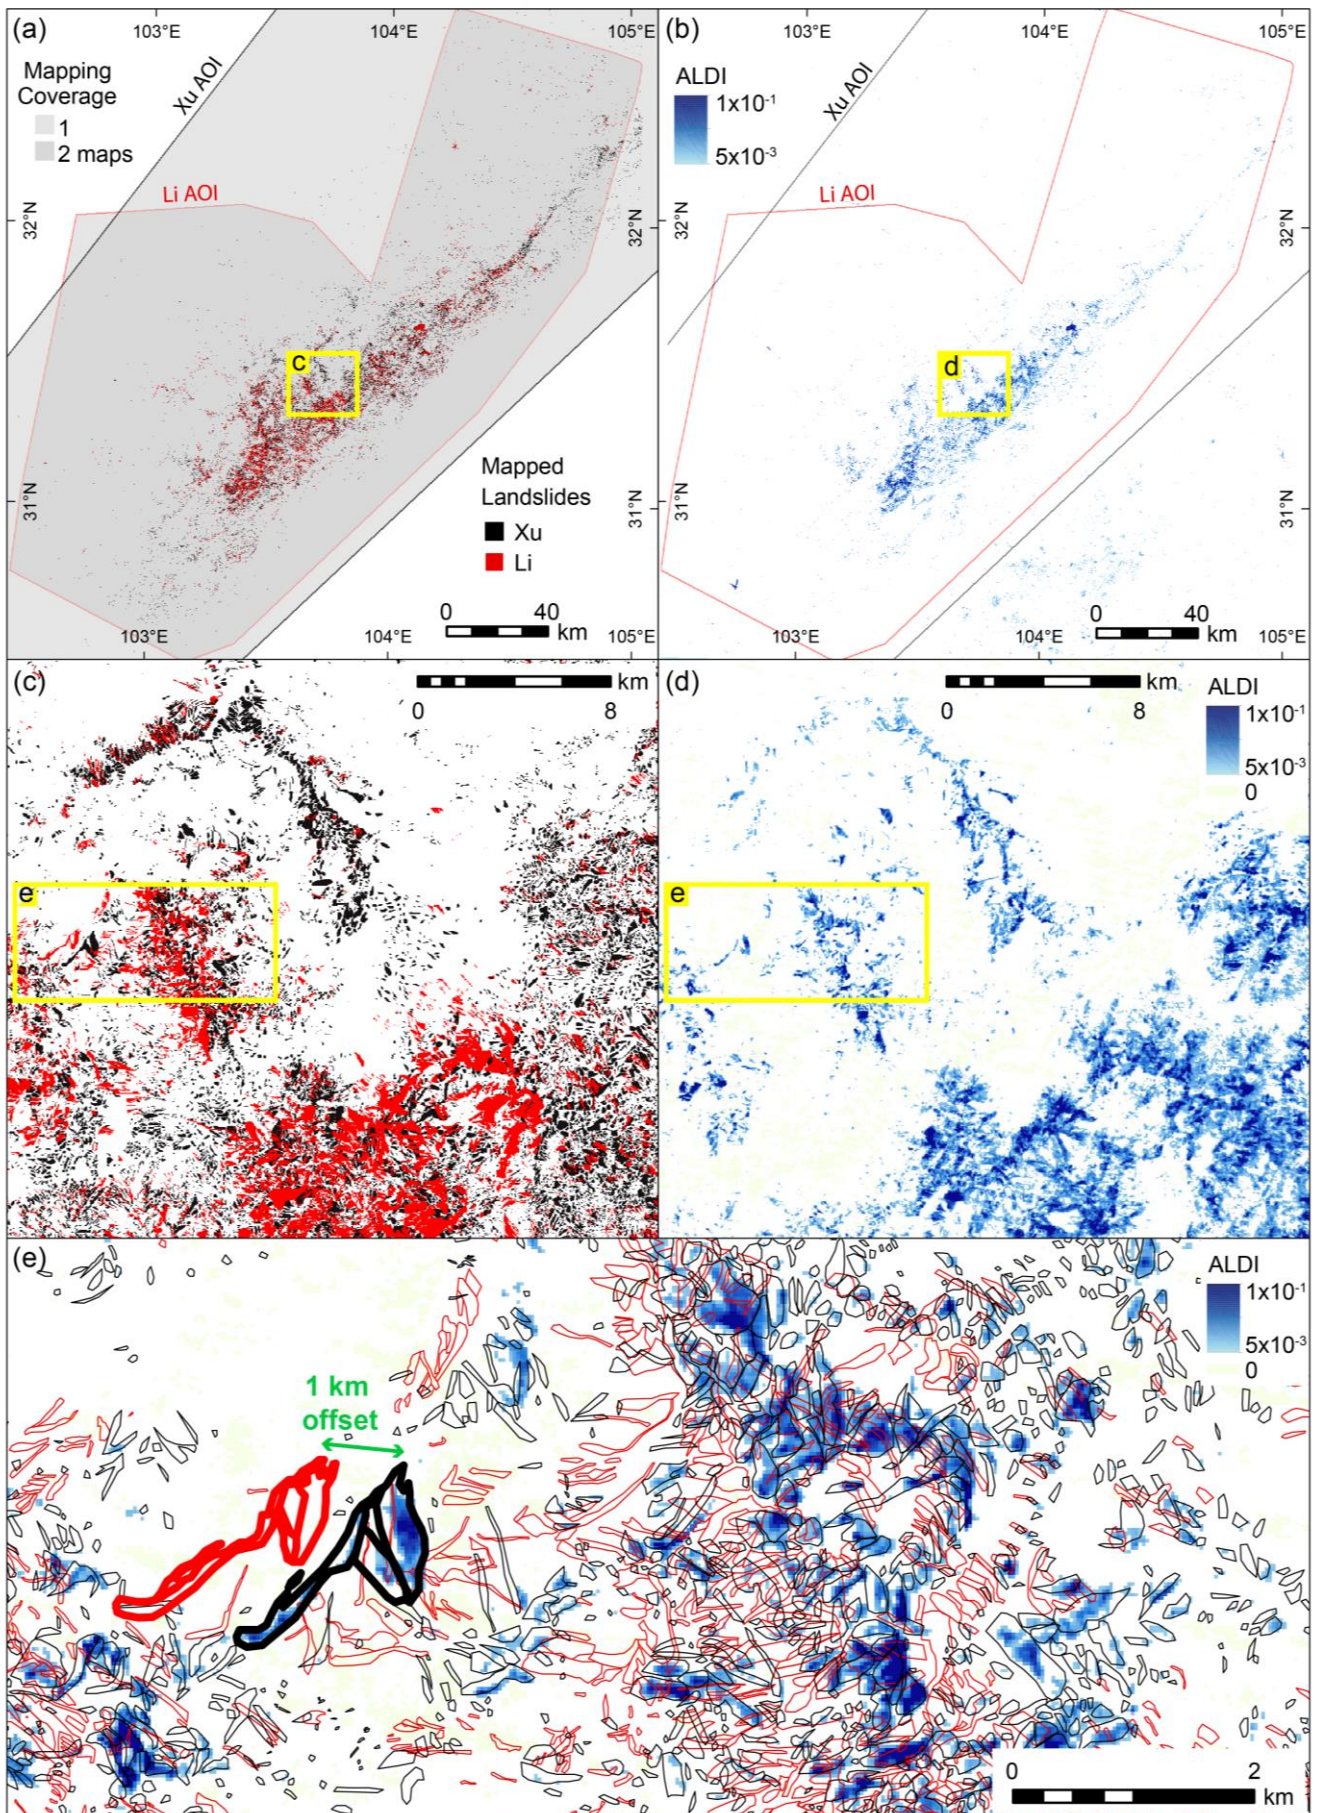 (a)
103°E
104°E
105°E
Mapping
Coverage
1
2 maps
Xu AOI
Li AOI
32°N
32°N
31°N
31°N
c
Mapped
Landslides
Xu
Li
0
40
km
103°E
104°E
105°E
(b)
103°E
104°E
105°E
ALDI
1x10⁻¹
5x10⁻³
Xu AOI
Li AOI
32°N
31°N
d
0
40
km
103°E
104°E
105°E
(c)
km
0
8
e
(d)
km
0
8
ALDI
1x10⁻¹
5x10⁻³
0
e
(e)
ALDI
1x10⁻¹
5x10⁻³
0
1 km
offset
0
2
km